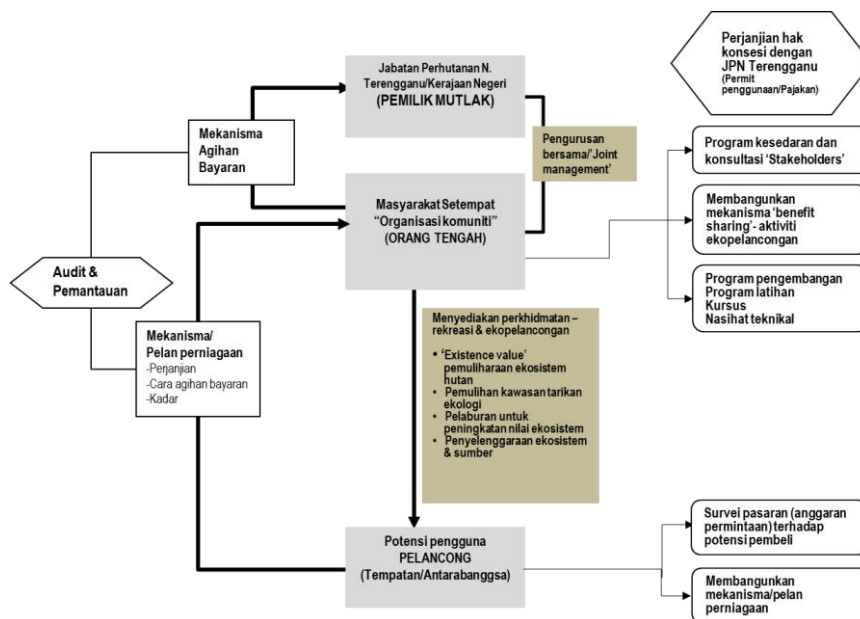 Jabatan Perhutanan N.
Terengganu/Kerajaan Negeri
(PEMILIK MUTLAK)
Perjanjian hak
konsesi dengan
JPN Terengganu
(Permit
penggunaan/Pajakan)
Mekanisma
Agihan
Bayaran
Pengurusan
bersama/'Joint
management'
Program kesedaran dan
konsultasi 'Stakeholders'
Masyarakat Setempat
"Organisasi komuniti"
(ORANG TENGAH)
Membangunkan
mekanisma 'benefit
sharing'- aktiviti
ekopelancongan
Audit &
Pemantauan
Program pengembangan
Program latihan
Kursus
Nasihat teknikal
Mekanisma/
Pelan perniagaan
-Perjanjian
-Cara agihan bayaran
-Kadar
Menyediakan perkhidmatan –
rekreasi & ekopelancongan
• 'Existence value'
pemuliharaan ekosistem
hutan
• Pemulihan kawasan tarikan
ekologi
• Pelaburan untuk
peningkatan nilai ekosistem
• Penyelenggaraan ekosistem
& sumber
Potensi pengguna
PELANCONG
(Tempatan/Antarabanggsa)
Survei pasaran (anggaran
permintaan) terhadap
potensi pembeli
Membangunkan
mekanisma/pelan
perniagaan